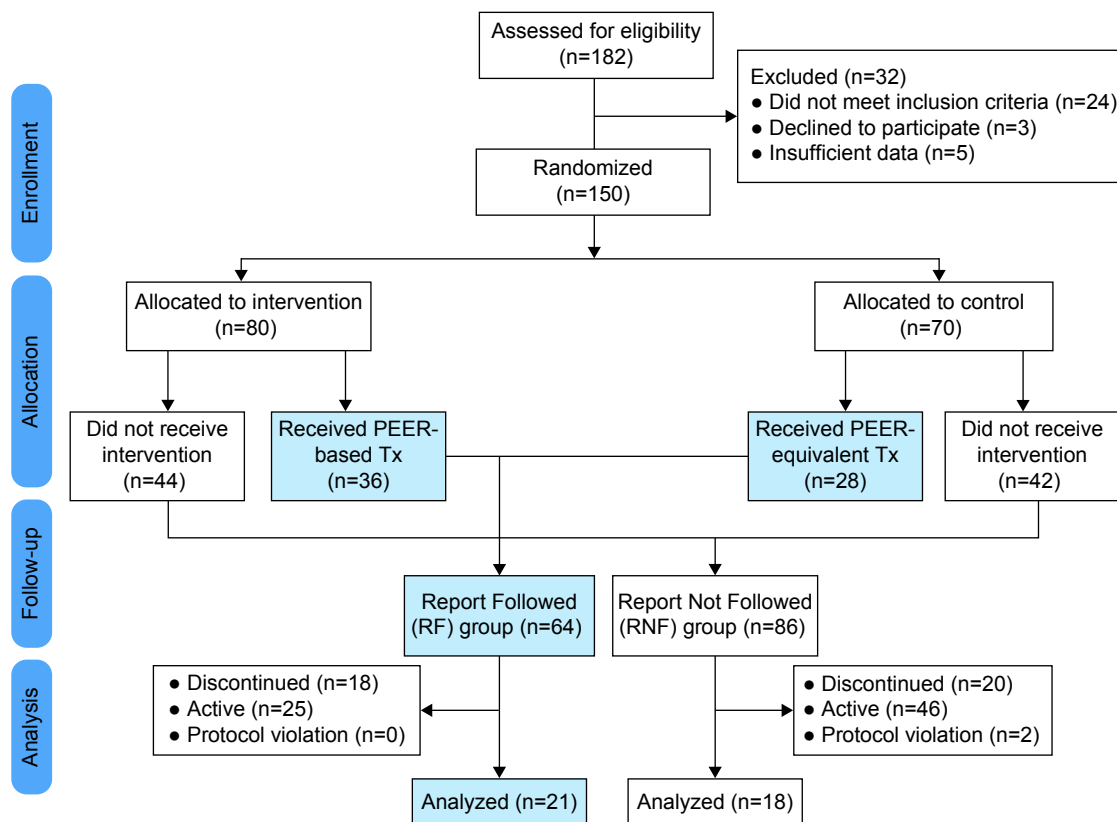 Assessed for eligibility
(n=182)
Excluded (n=32)
● Did not meet inclusion criteria (n=24)
● Declined to participate (n=3)
● Insufficient data (n=5)
Enrollment
Randomized
(n=150)
Allocation
Allocated to intervention
(n=80)
Allocated to control
(n=70)
Did not receive
intervention
(n=44)
Received PEER-
based Tx
(n=36)
Received PEER-
equivalent Tx
(n=28)
Did not receive
intervention
(n=42)
Follow-up
Report Followed
(RF) group (n=64)
Report Not Followed
(RNF) group (n=86)
Analysis
● Discontinued (n=18)
● Active (n=25)
● Protocol violation (n=0)
● Discontinued (n=20)
● Active (n=46)
● Protocol violation (n=2)
Analyzed (n=21)
Analyzed (n=18)